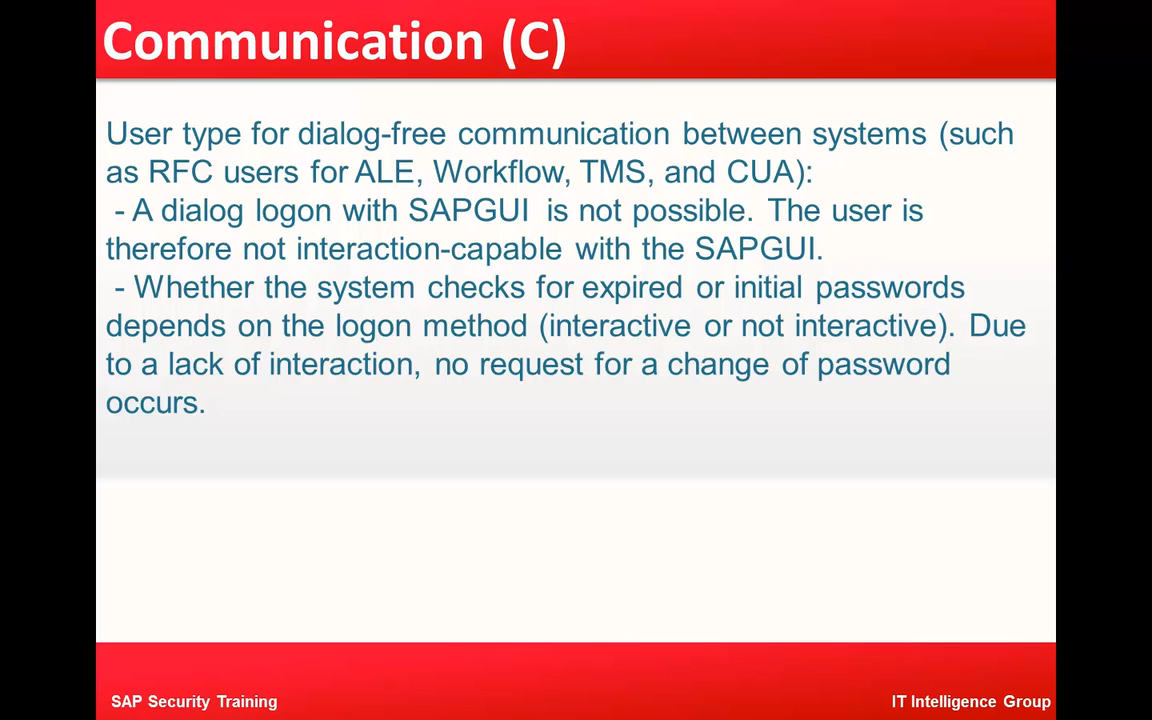 Communication (C)
User type for dialog-free communication between systems (such
as RFC users for ALE, Workflow, TMS, and CUA):
- A dialog logon with SAPGUI is not possible. The user is
therefore not interaction-capable with the SAPGUI.
- Whether the system checks for expired or initial passwords
depends on the logon method (interactive or not interactive). Due
to a lack of interaction, no request for a change of password
occurs.
SAP Security Training
IT Intelligence Group